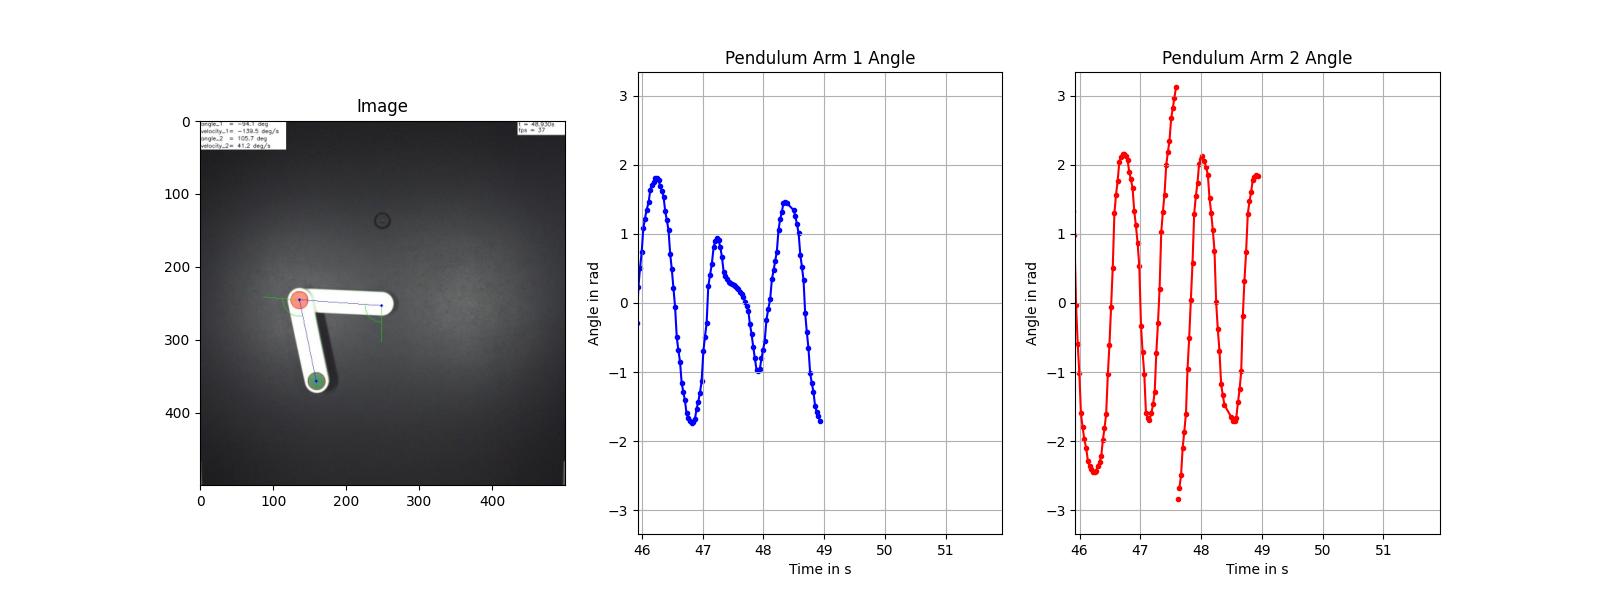 Image
angle_1 = -94.1 deg
velocity_1= -139.5 deg/s
angle_2 = 105.7 deg
velocity_2= 41.2 deg/s
t = 48.930s
fps = 37
0
100
200
300
400
0 100 200 300 400
Pendulum Arm 1 Angle
Angle in rad
3
2
1
0
−1
−2
−3
46 47 48 49 50 51
Time in s
Pendulum Arm 2 Angle
Angle in rad
3
2
1
0
−1
−2
−3
46 47 48 49 50 51
Time in s